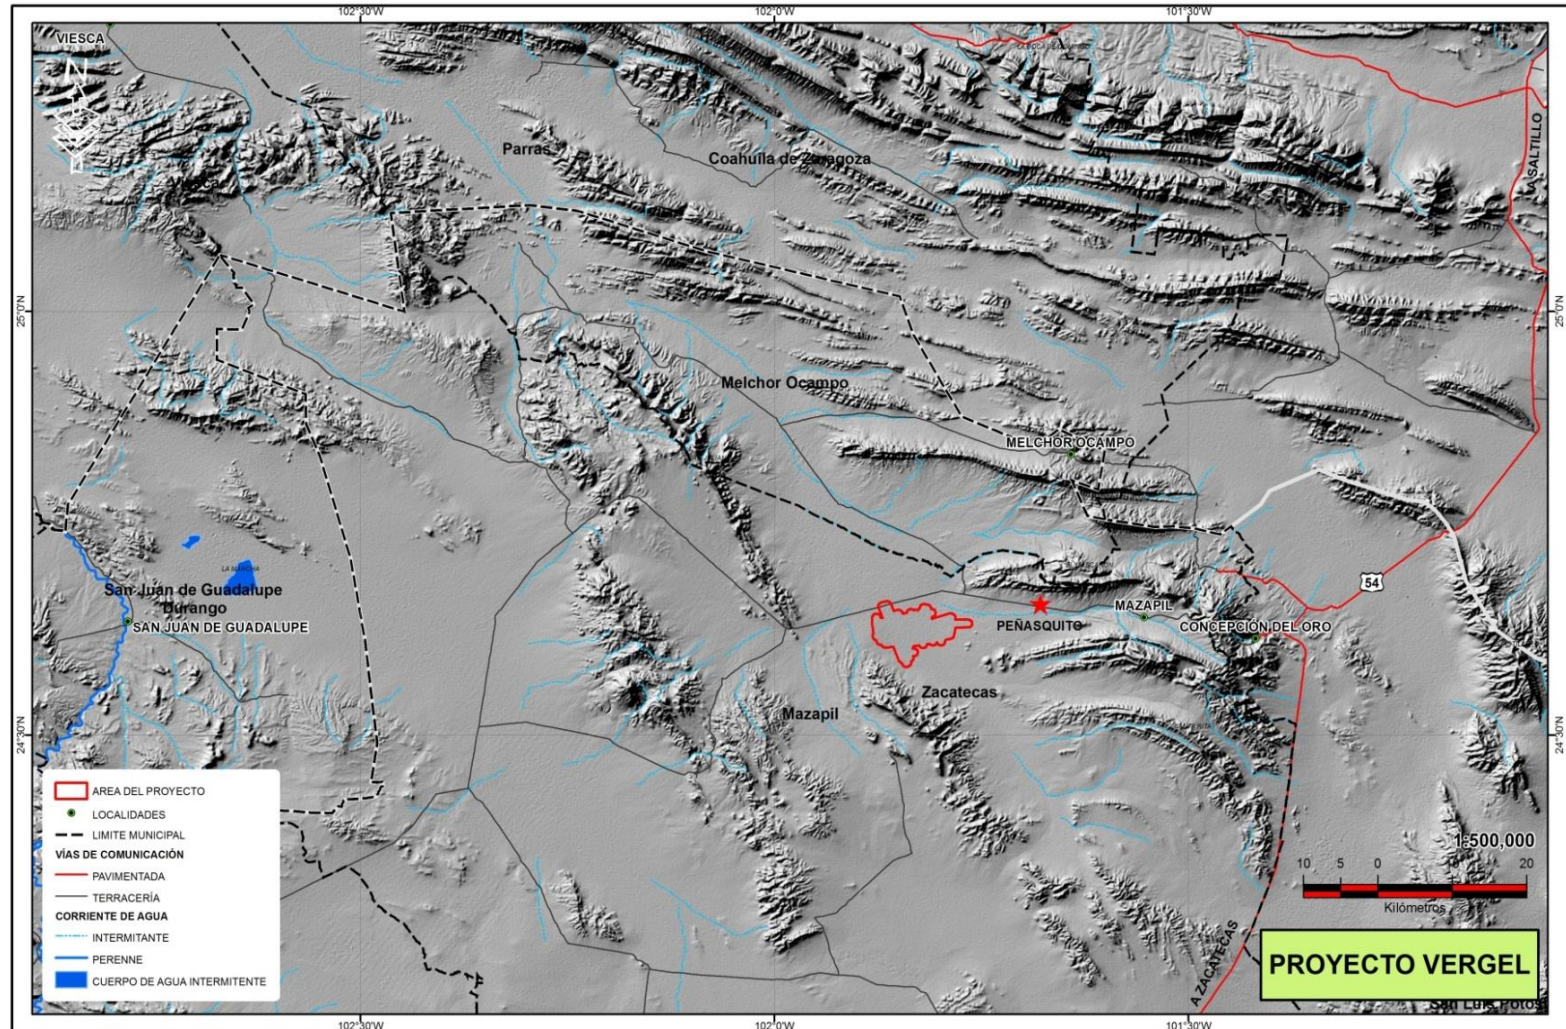 102°30'W
102°0'W
101°30'W
VIESCA
Parras
Coahuila de Zaragoza
A SALTILLO
25°0'N
25°0'N
Melchor Ocampo
MELCHOR OCAMPO
54
LA MANCHA
San Juan de Guadalupe
Durango
SAN JUAN DE GUADALUPE
PEÑASQUITO
MAZAPIL
CONCEPCIÓN DEL ORO
Zacatecas
Mazapil
24°30'N
24°30'N
AREA DEL PROYECTO
LOCALIDADES
LIMITE MUNICIPAL
VÍAS DE COMUNICACIÓN
PAVIMENTADA
TERRACERÍA
CORRIENTE DE AGUA
INTERMITANTE
PERENNE
CUERPO DE AGUA INTERMITENTE
1:500,000
10 5 0 10 20
Kilómetros
A ZACATECAS
PROYECTO VERGEL
San Luis Potosí
102°30'W
102°0'W
101°30'W